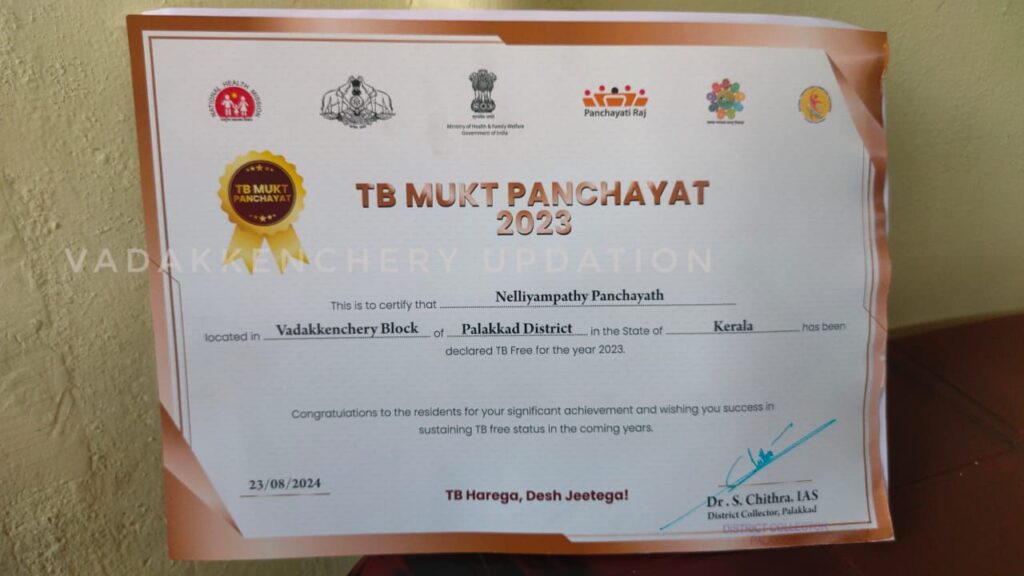 NATIONAL HEALTH MISSION
Ministry of Health & Family Welfare
Government of India
Panchayati Raj
TB MUKT
PANCHAYAT
TB MUKT PANCHAYAT
2023
VADAKKENCHERY UPDATION
This is to certify that Nelliyampathy Panchayath
located in Vadakkenchery Block of Palakkad District in the State of Kerala has been
declared TB Free for the year 2023.
Congratulations to the residents for your significant achievement and wishing you success in
sustaining TB free status in the coming years.
23/08/2024
TB Harega, Desh Jeetega!
Dr . S. Chithra. IAS
District Collector, Palakkad
DISTRICT COLLECTOR